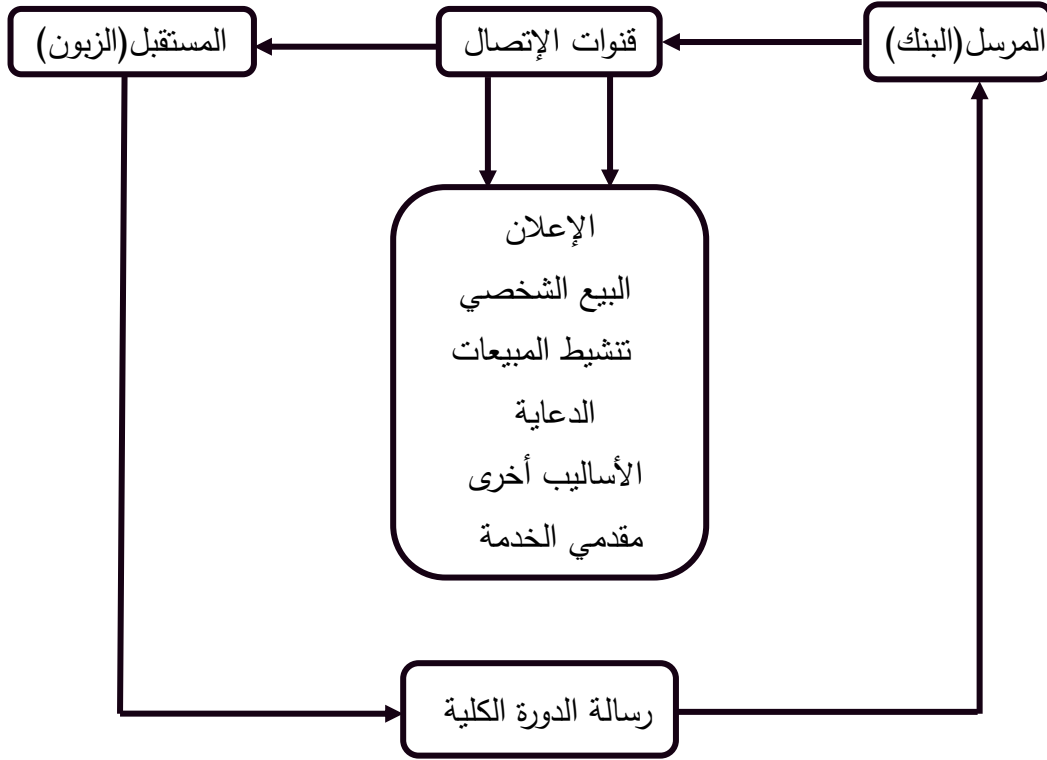 المرسل(البنك)
قنوات الإتصال
المستقبل(الزبون)
الإعلان
البيع الشخصي
تنشيط المبيعات
الدعاية
الأساليب أخرى
مقدمي الخدمة
رسالة الدورة الكلية